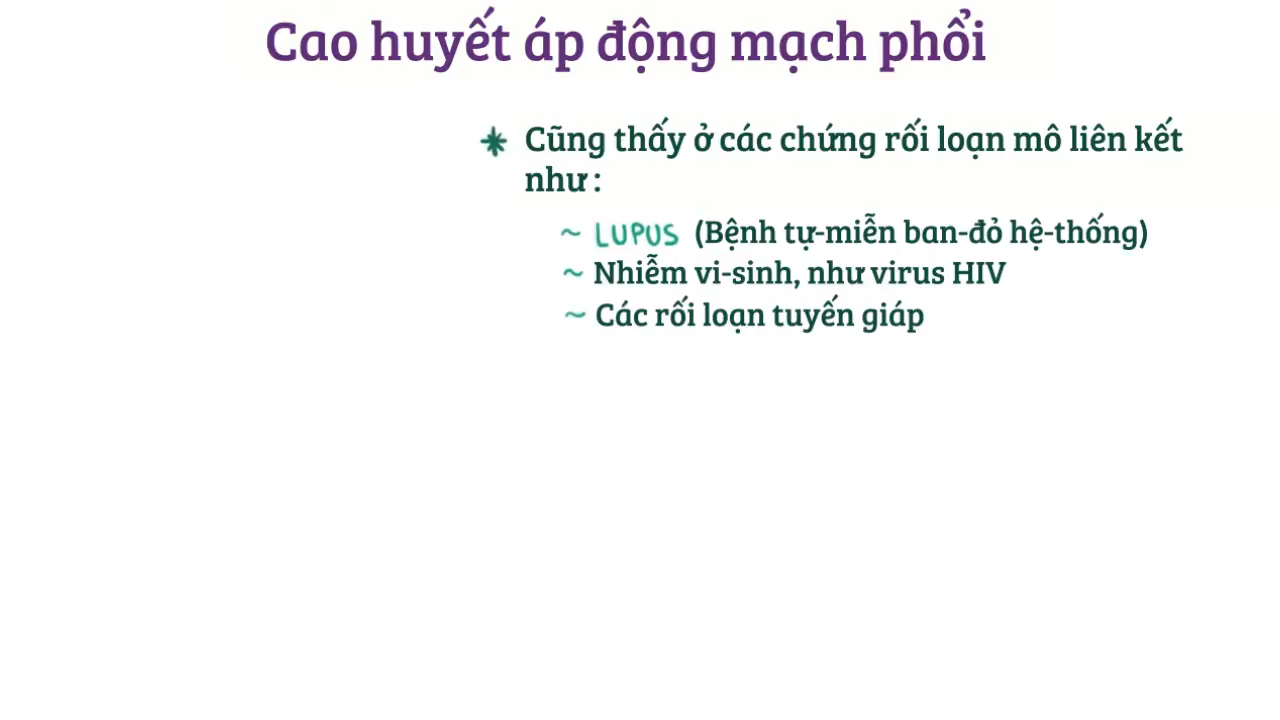 Cao huyết áp động mạch phổi
✳ Cũng thấy ở các chứng rối loạn mô liên kết
như :
~ LUPUS (Bệnh tự-miễn ban-đỏ hệ-thống)
~ Nhiễm vi-sinh, như virus HIV
~ Các rối loạn tuyến giáp